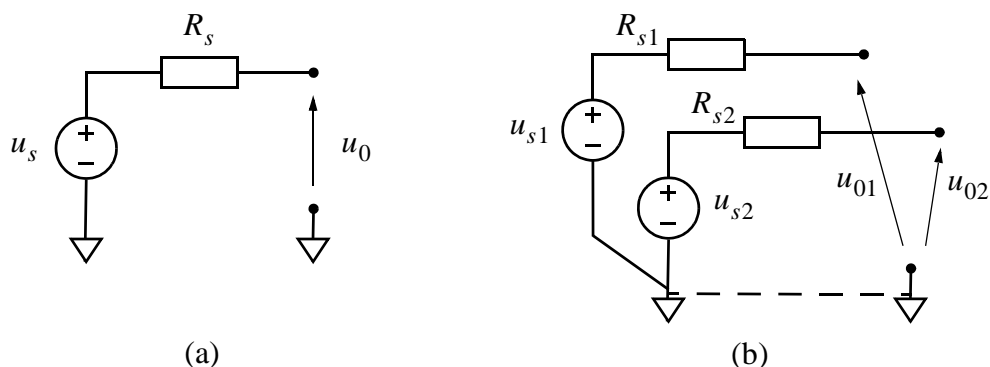 R_s
u_s
+
−
u_0
(a)
R_s1
R_s2
u_s1
+
−
u_s2
+
−
u_01
u_02
(b)